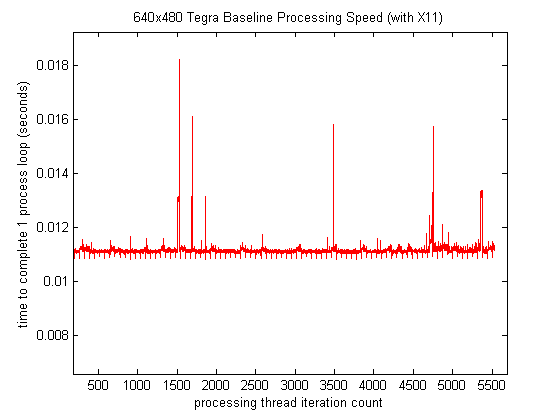 640x480 Tegra Baseline Processing Speed (with X11)
0.018
0.016
0.014
0.012
0.01
0.008
time to complete 1 process loop (seconds)
500 1000 1500 2000 2500 3000 3500 4000 4500 5000 5500
processing thread iteration count